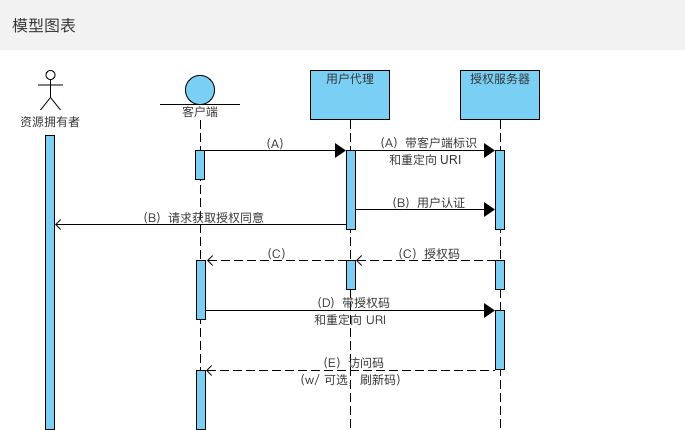 模型图表
用户代理
授权服务器
客户端
资源拥有者
(A)
(A) 带客户端标识
和重定向 URI
(B) 用户认证
(B) 请求获取授权同意
(C)
(C) 授权码
(D) 带授权码
和重定向 URI
(E) 访问码
(w/ 可选 刷新码)